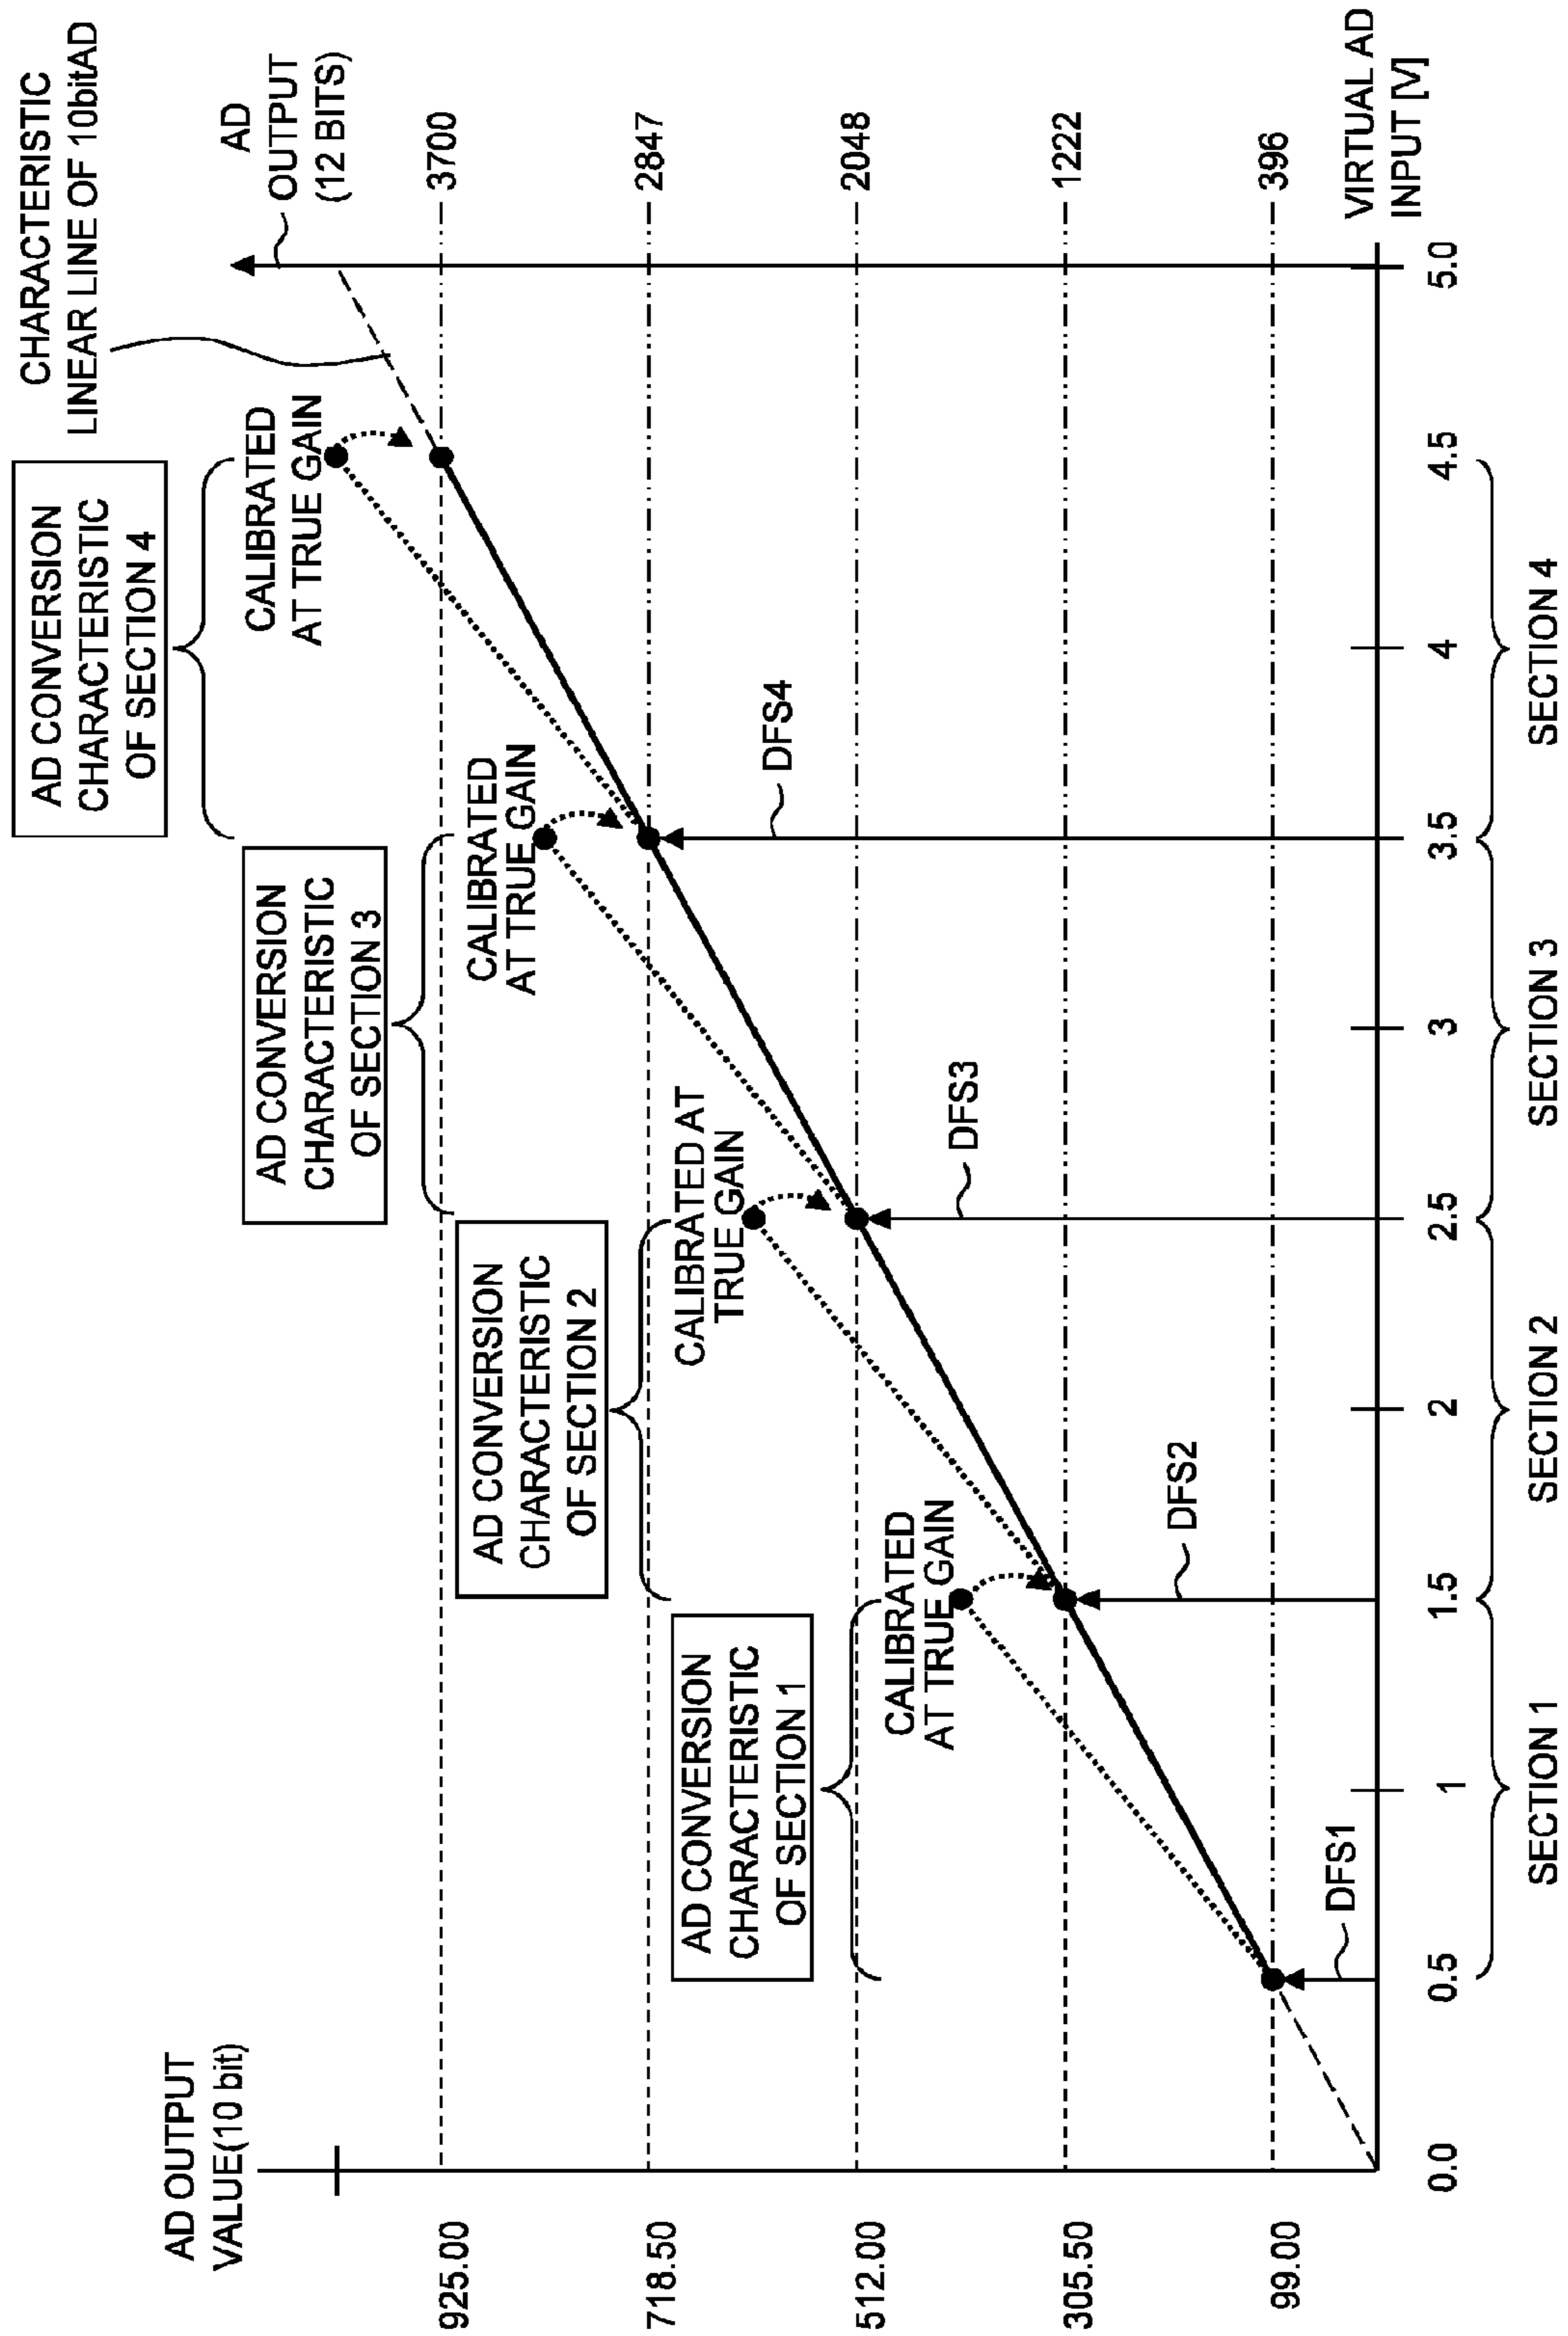 CHARACTERISTIC
LINEAR LINE OF 10bitAD
AD OUTPUT
VALUE(10 bit)
AD
OUTPUT
(12 BITS)
AD CONVERSION
CHARACTERISTIC
OF SECTION 4
CALIBRATED
AT TRUE GAIN
AD CONVERSION
CHARACTERISTIC
OF SECTION 3
CALIBRATED
AT TRUE GAIN
AD CONVERSION
CHARACTERISTIC
OF SECTION 2
CALIBRATED AT
TRUE GAIN
AD CONVERSION
CHARACTERISTIC
OF SECTION 1
CALIBRATED
AT TRUE GAIN
925.00
718.50
512.00
305.50
99.00
3700
2847
2048
1222
396
DFS4
DFS3
DFS2
DFS1
VIRTUAL AD
INPUT [V]
0.0
0.5
1
1.5
2
2.5
3
3.5
4
4.5
5.0
SECTION 1
SECTION 2
SECTION 3
SECTION 4